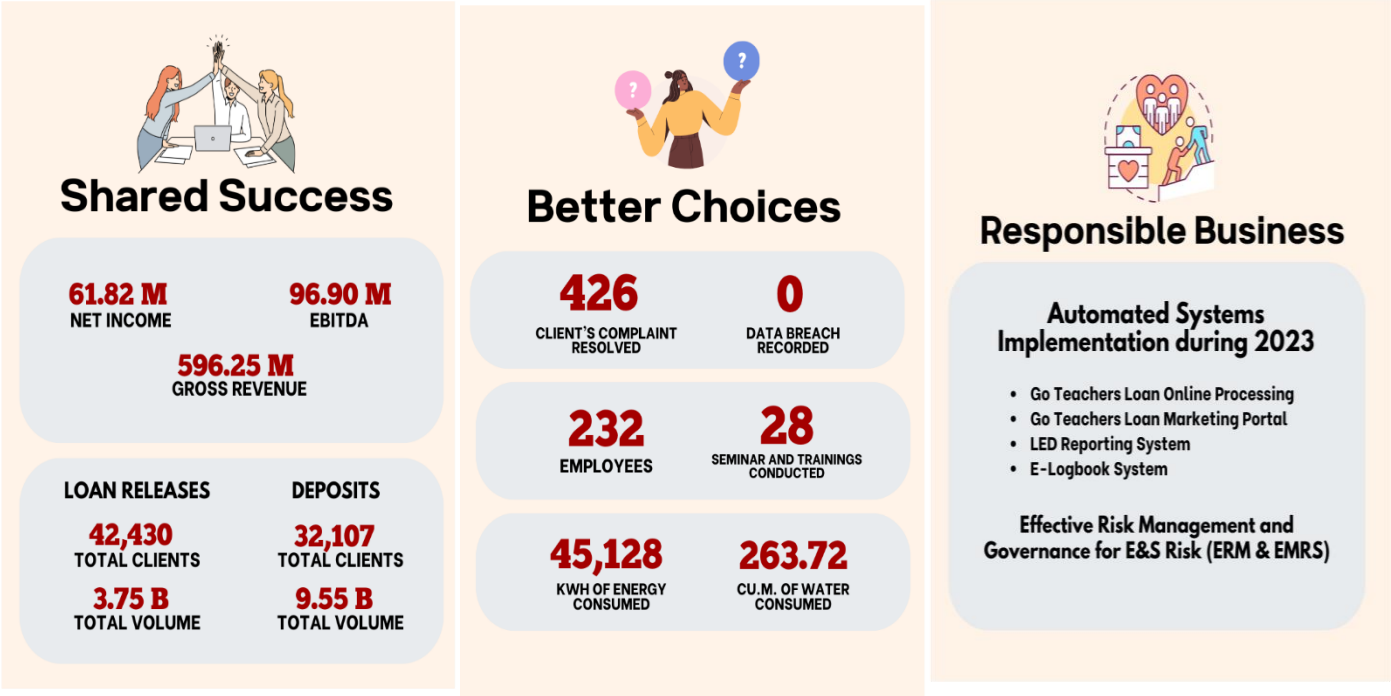 Shared Success
61.82 M
NET INCOME
96.90 M
EBITDA
596.25 M
GROSS REVENUE
LOAN RELEASES
42,430
TOTAL CLIENTS
3.75 B
TOTAL VOLUME
DEPOSITS
32,107
TOTAL CLIENTS
9.55 B
TOTAL VOLUME
? ?
Better Choices
426
CLIENT'S COMPLAINT
RESOLVED
0
DATA BREACH
RECORDED
232
EMPLOYEES
28
SEMINAR AND TRAININGS
CONDUCTED
45,128
KWH OF ENERGY
CONSUMED
263.72
CU.M. OF WATER
CONSUMED
Responsible Business
Automated Systems
Implementation during 2023
• Go Teachers Loan Online Processing
• Go Teachers Loan Marketing Portal
• LED Reporting System
• E-Logbook System
Effective Risk Management and
Governance for E&S Risk (ERM & EMRS)